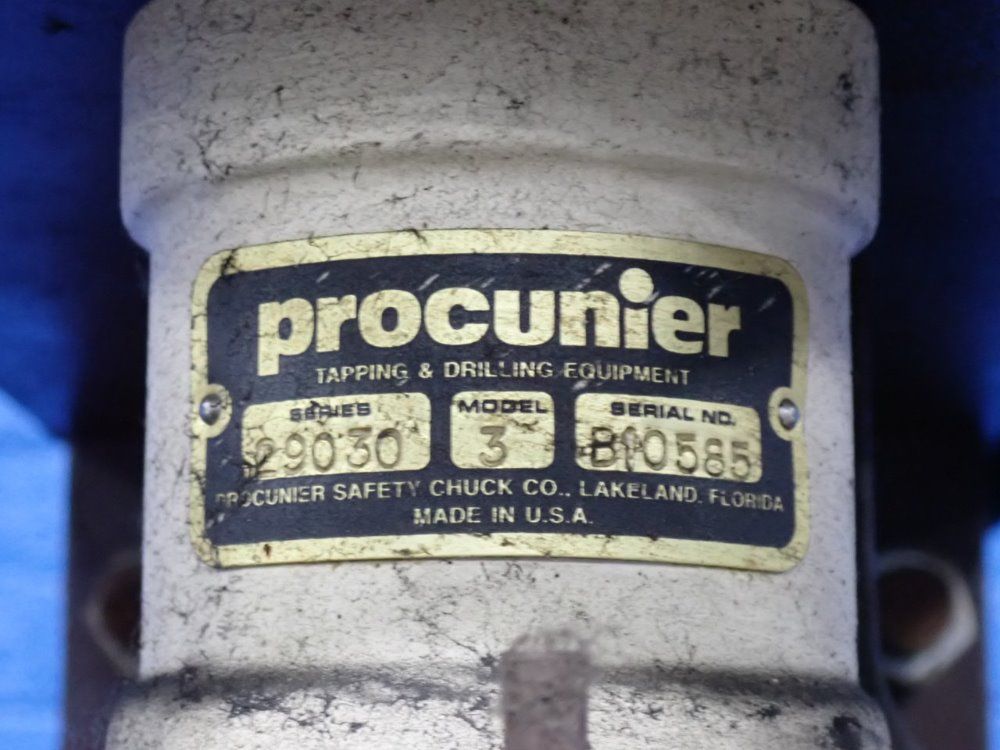 procunier
TAPPING & DRILLING EQUIPMENT
SERIES MODEL SERIAL NO.
29030 3 B10585
PROCUNIER SAFETY CHUCK CO., LAKELAND, FLORIDA
MADE IN U.S.A.